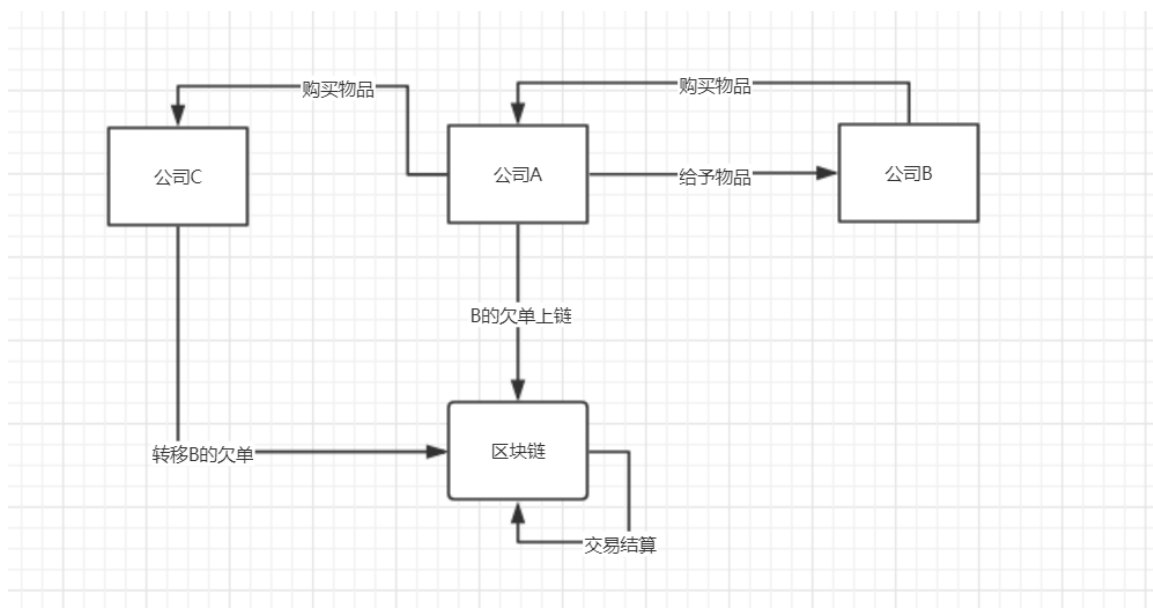 购买物品
购买物品
公司C
公司A
给予物品
公司B
B的欠单上链
转移B的欠单
区块链
交易结算